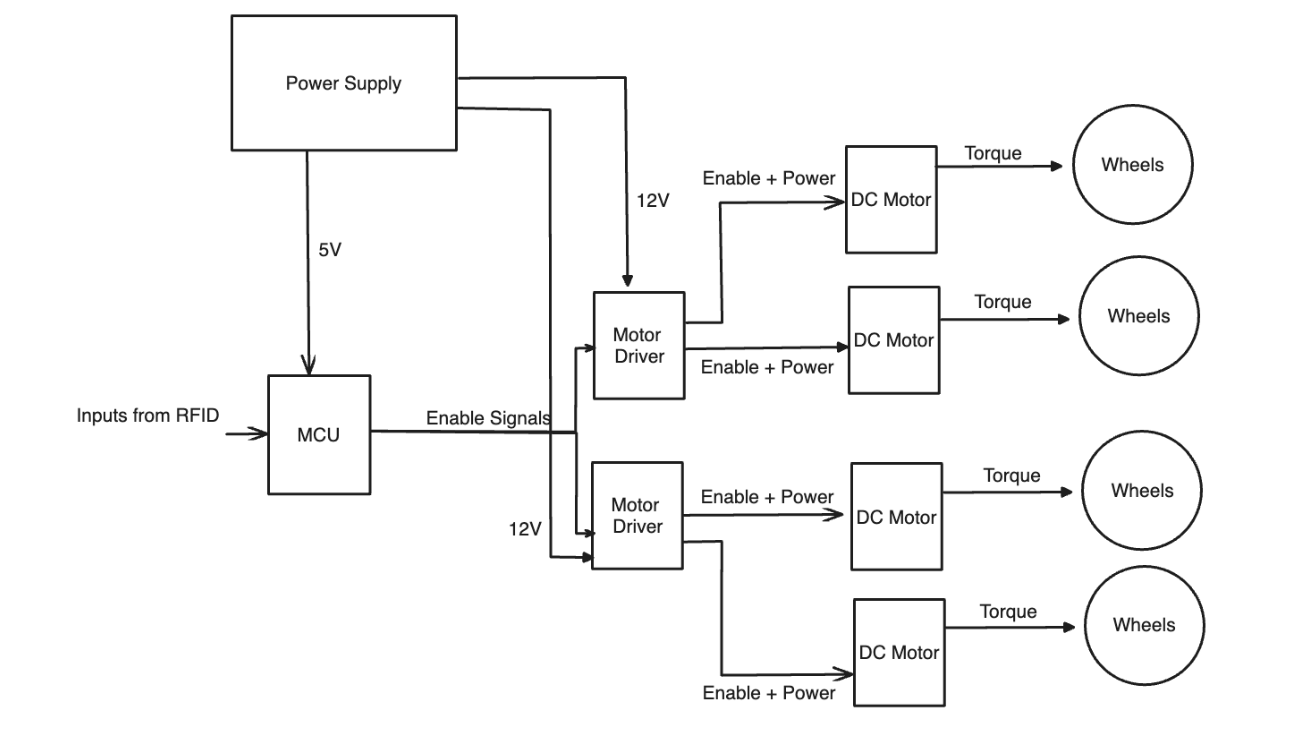 Power Supply
Torque
Wheels
Enable + Power
12V
DC Motor
5V
Torque
Wheels
Motor
Driver
DC Motor
Enable + Power
Inputs from RFID
MCU
Enable Signals
Torque
Wheels
Enable + Power
Motor
Driver
12V
DC Motor
Torque
Wheels
DC Motor
Enable + Power